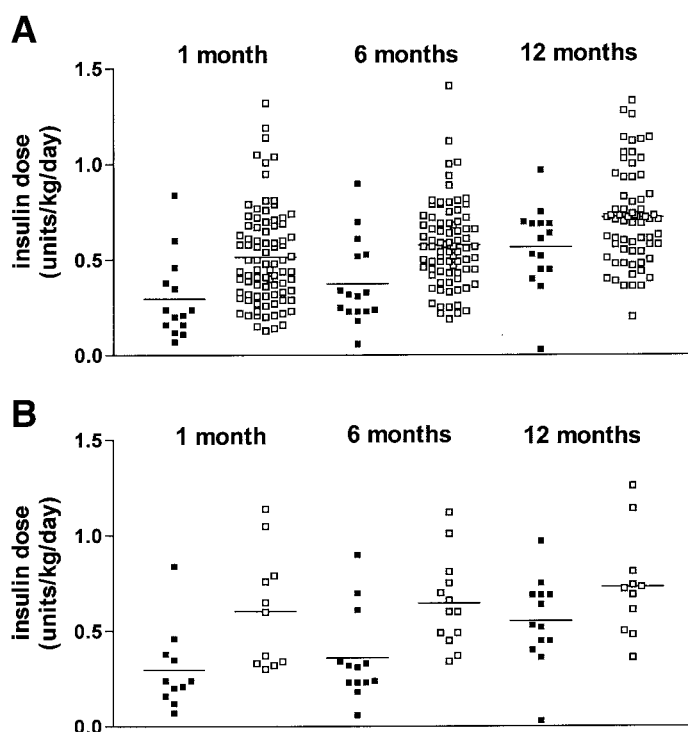 A
1 month 6 months 12 months
insulin dose
(units/kg/day)
1.5
1.0
0.5
0.0
B
1 month 6 months 12 months
insulin dose
(units/kg/day)
1.5
1.0
0.5
0.0